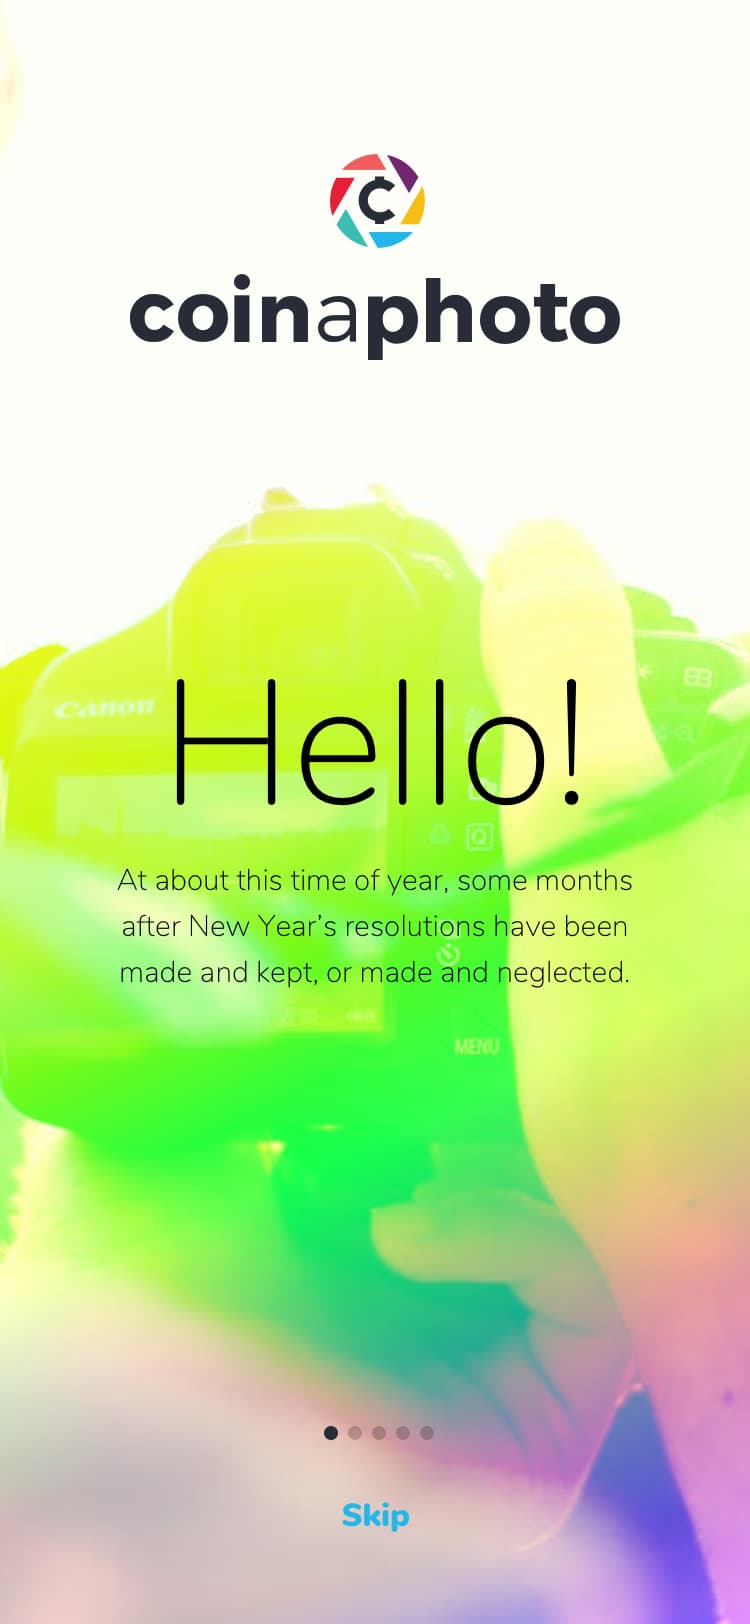 coinaphoto
Canon
Hello!
Q
At about this time of year, some months
after New Year’s resolutions have been
made and kept, or made and neglected.
MENU
Skip